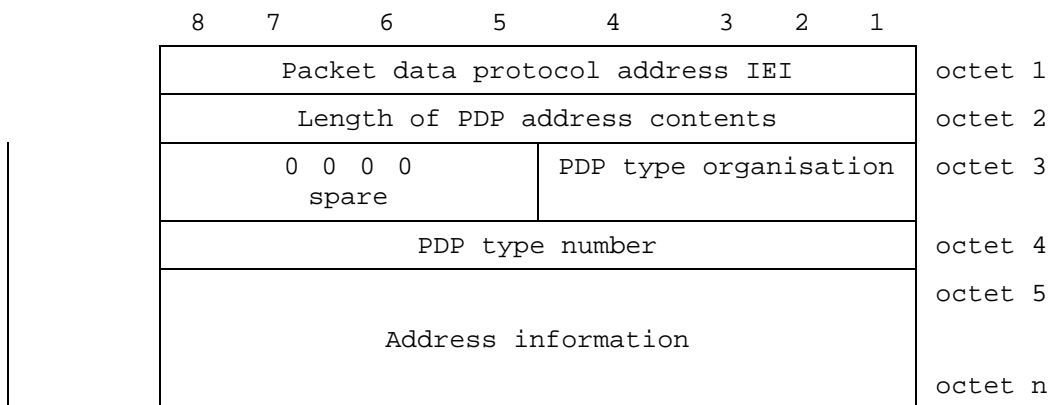 8 7 6 5 4 3 2 1
Packet data protocol address IEI octet 1
Length of PDP address contents octet 2
0 0 0 0 PDP type organisation octet 3
spare
PDP type number octet 4
octet 5
Address information
octet n